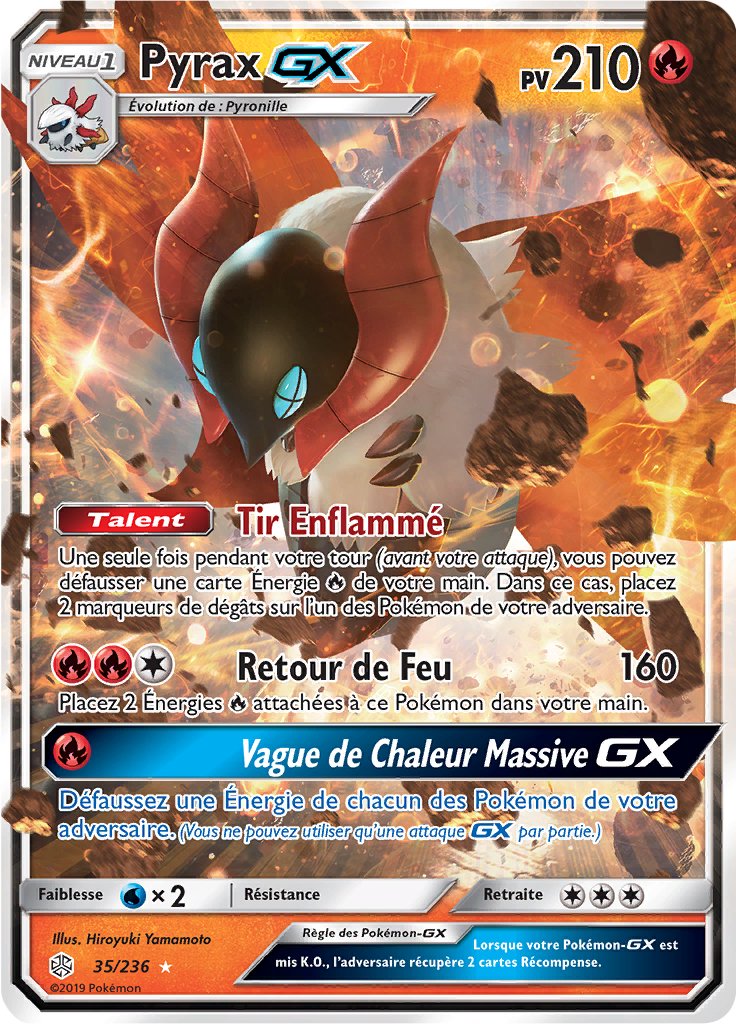 NIVEAU 1
Pyrax GX
PV 210
Évolution de : Pyronille
Talent Tir Enflammé
Une seule fois pendant votre tour (avant votre attaque), vous pouvez
défausser une carte Énergie de votre main. Dans ce cas, placez
2 marqueurs de dégâts sur l'un des Pokémon de votre adversaire.
Retour de Feu 160
Placez 2 Énergies attachées à ce Pokémon dans votre main.
Vague de Chaleur Massive GX
Défaussez une Énergie de chacun des Pokémon de votre
adversaire. (Vous ne pouvez utiliser qu'une attaque GX par partie.)
Faiblesse × 2 Résistance Retraite
Illus. Hiroyuki Yamamoto
35/236
©2019 Pokémon
Règle des Pokémon-GX
Lorsque votre Pokémon-GX est
mis K.O., l'adversaire récupère 2 cartes Récompense.